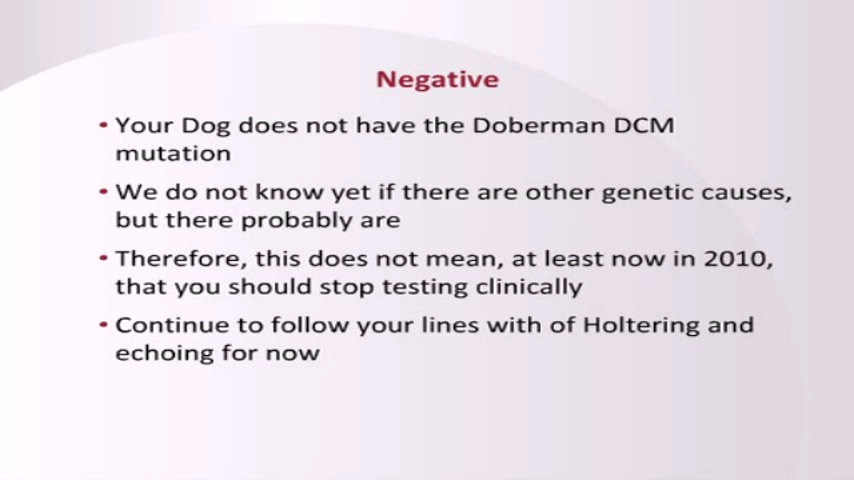 Negative
• Your Dog does not have the Doberman DCM
mutation
• We do not know yet if there are other genetic causes,
but there probably are
• Therefore, this does not mean, at least now in 2010,
that you should stop testing clinically
• Continue to follow your lines with of Holtering and
echoing for now